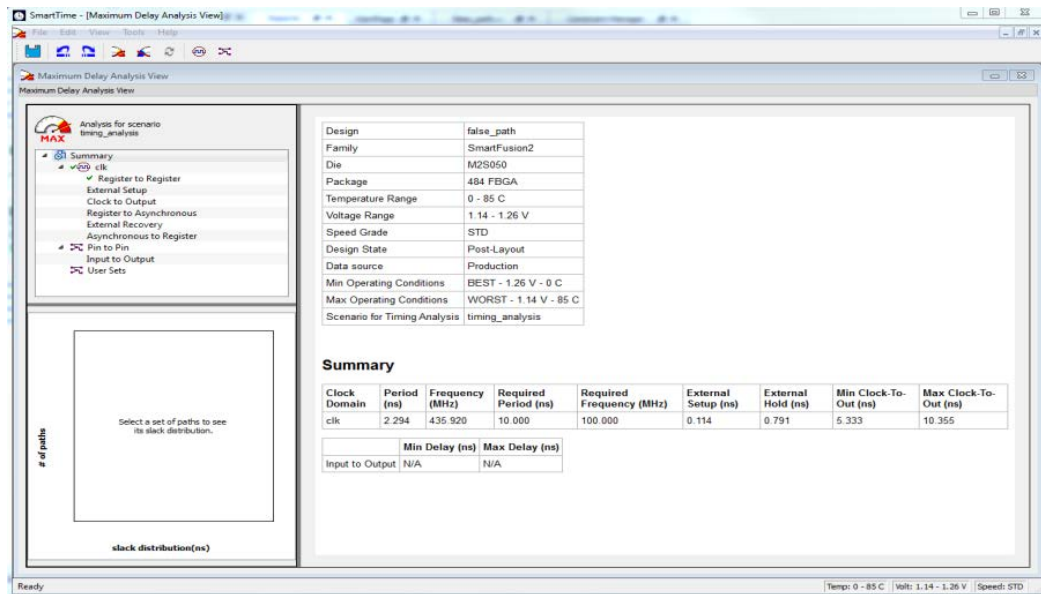 SmartTime - [Maximum Delay Analysis View]
File Edit View Tools Help
Maximum Delay Analysis View
Maximum Delay Analysis View
MAX
Analysis for scenario
timing_analysis
Summary
clk
Register to Register
External Setup
Clock to Output
Register to Asynchronous
External Recovery
Asynchronous to Register
Pin to Pin
Input to Output
User Sets
# of paths
Select a set of paths to see
its slack distribution.
slack distribution(ns)
Design false_path
Family SmartFusion2
Die M2S050
Package 484 FBGA
Temperature Range 0 - 85 C
Voltage Range 1.14 - 1.26 V
Speed Grade STD
Design State Post-Layout
Data source Production
Min Operating Conditions BEST - 1.26 V - 0 C
Max Operating Conditions WORST - 1.14 V - 85 C
Scenario for Timing Analysis timing_analysis
Summary
Clock Domain Period (ns) Frequency (MHz) Required Period (ns) Required Frequency (MHz) External Setup (ns) External Hold (ns) Min Clock-To-Out (ns) Max Clock-To-Out (ns)
clk 2.294 435.920 10.000 100.000 0.114 0.791 5.333 10.355
Min Delay (ns) Max Delay (ns)
Input to Output N/A N/A
Ready
Temp: 0 - 85 C Volt: 1.14 - 1.26 V Speed: STD